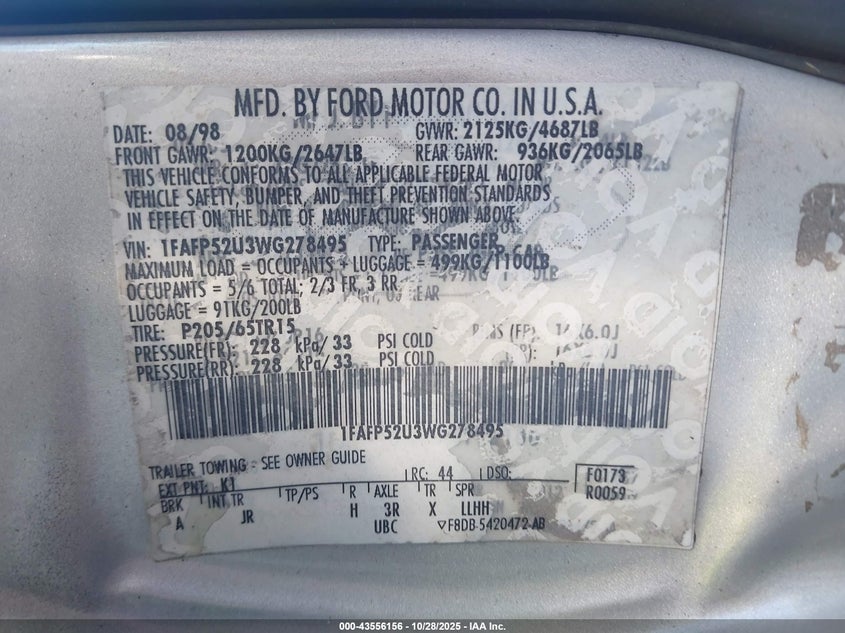 MFD. BY FORD MOTOR CO. IN U.S.A.
DATE: 08/98 GVWR: 2125KG/4687LB
FRONT GAWR: 1200KG/2647LB REAR GAWR: 936KG/2065LB
THIS VEHICLE CONFORMS TO ALL APPLICABLE FEDERAL MOTOR
VEHICLE SAFETY, BUMPER, AND THEFT PREVENTION STANDARDS
IN EFFECT ON THE DATE OF MANUFACTURE SHOWN ABOVE.
VIN: 1FAFP52U3WG278495 TYPE: PASSENGER
MAXIMUM LOAD = OCCUPANTS + LUGGAGE = 499KG/1100LB
OCCUPANTS = 5/6 TOTAL; 2/3 FR, 3 RR
LUGGAGE = 91KG/200LB
TIRE: P205/65TR15
PRESSURE(FR): 228 kPa/33 PSI COLD
PRESSURE(RR): 228 kPa/33 PSI COLD
1FAFP52U3WG278495
TRAILER TOWING - SEE OWNER GUIDE
EXT PNT: K1 RC: 44 DSO: F0173
BRK INT TR TP/PS R AXLE TR SPR R0059
A JR H 3R X LLHH
UBC ▽F8DB-5420472-AB
000-43556156 | 10/28/2025 | IAA Inc.